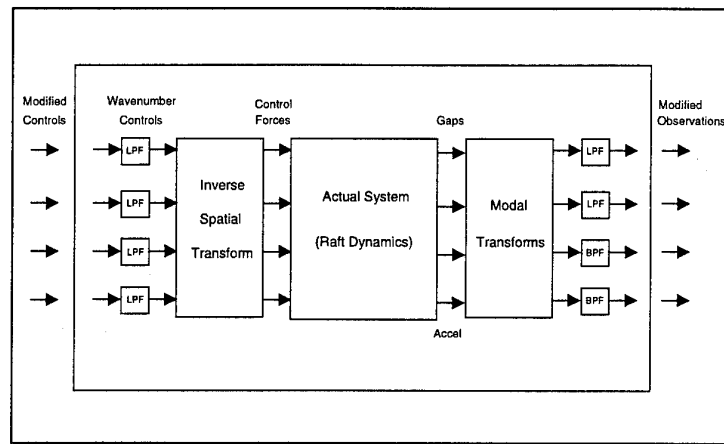 Modified
Controls
Wavenumber
Controls
Control
Forces
Gaps
Modified
Observations
LPF
LPF
LPF
LPF
Inverse
Spatial
Transform
Actual System
(Raft Dynamics)
Modal
Transforms
LPF
LPF
BPF
BPF
Accel